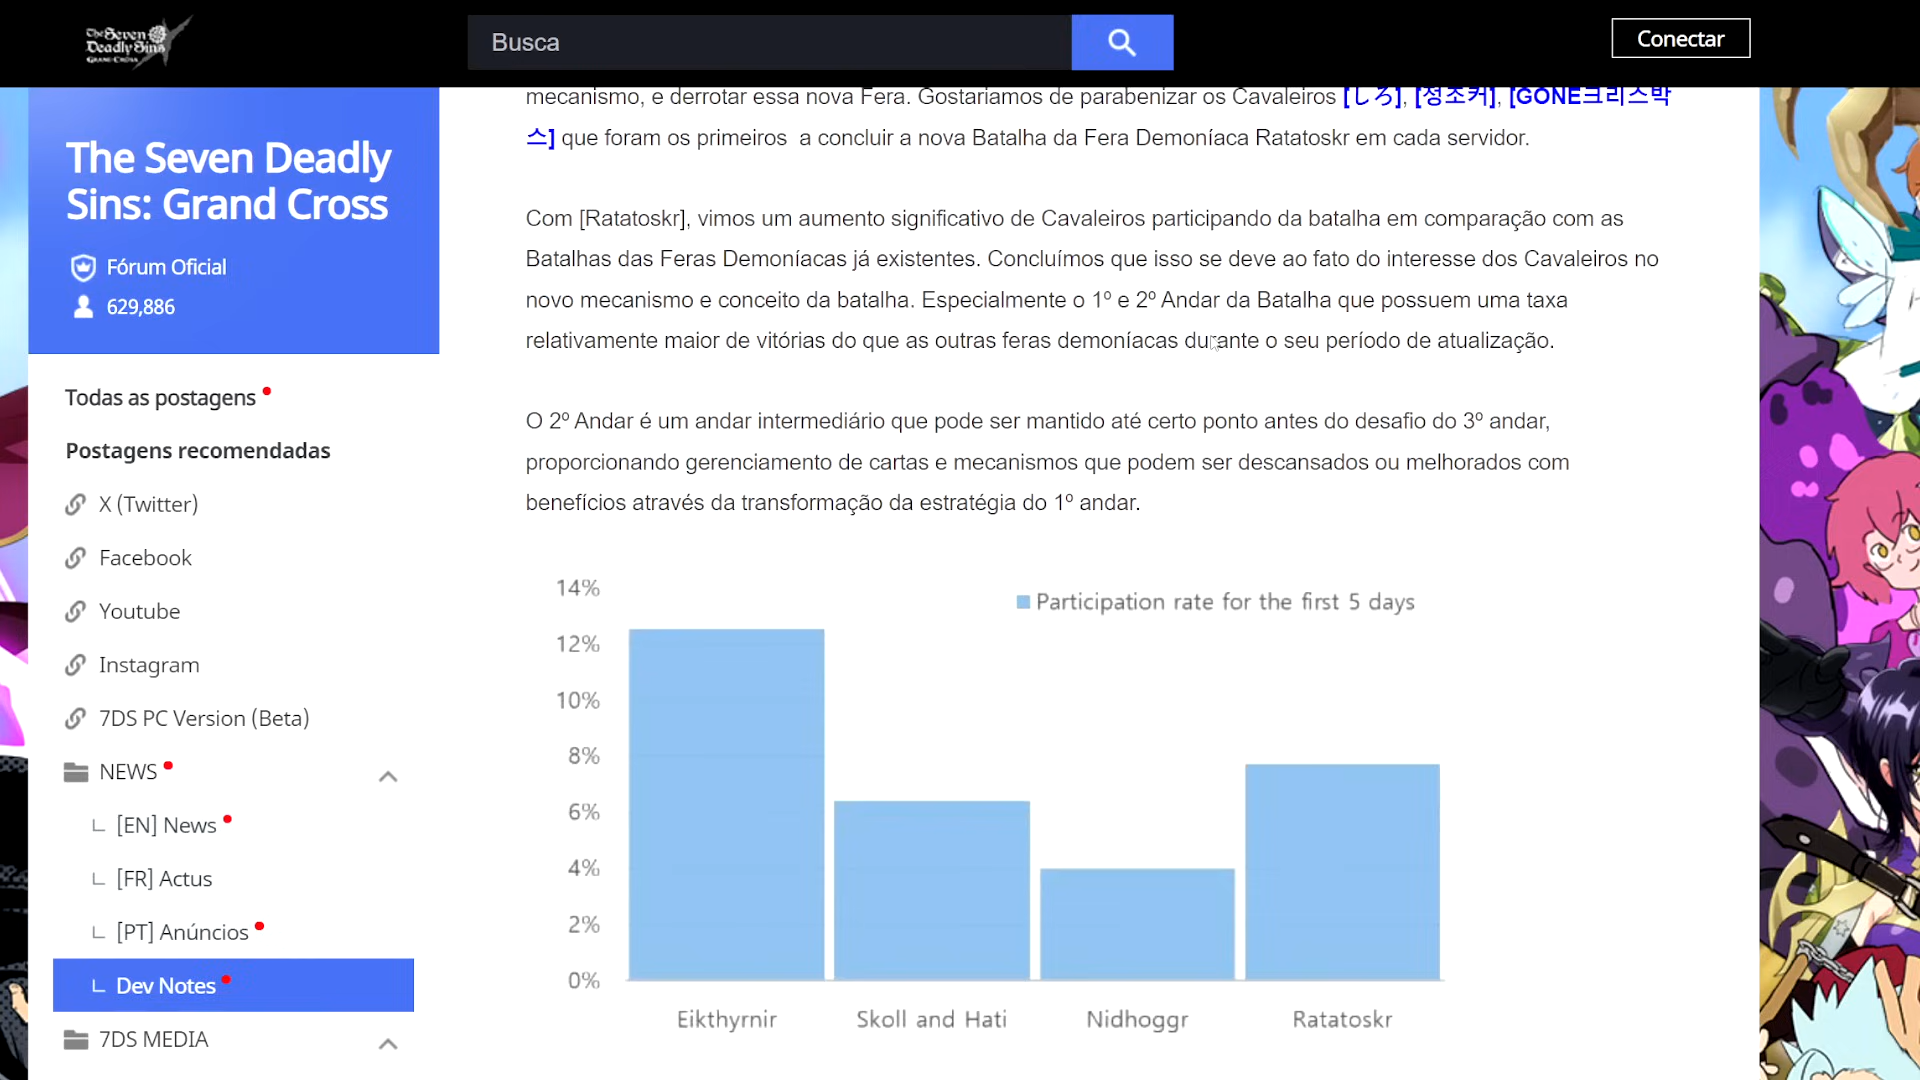 The Seven
Deadly Sins
GRAND CROSS
Busca
Conectar
The Seven Deadly
Sins: Grand Cross
Fórum Oficial
629,886
Todas as postagens
Postagens recomendadas
X (Twitter)
Facebook
Youtube
Instagram
7DS PC Version (Beta)
NEWS
[EN] News
[FR] Actus
[PT] Anúncios
Dev Notes
7DS MEDIA
mecanismo, e derrotar essa nova Fera. Gostaríamos de parabenizar os Cavaleiros [しろ], [정조커], [GONE크리스박
스] que foram os primeiros  a concluir a nova Batalha da Fera Demoníaca Ratatoskr em cada servidor.
Com [Ratatoskr], vimos um aumento significativo de Cavaleiros participando da batalha em comparação com as
Batalhas das Feras Demoníacas já existentes. Concluímos que isso se deve ao fato do interesse dos Cavaleiros no
novo mecanismo e conceito da batalha. Especialmente o 1º e 2º Andar da Batalha que possuem uma taxa
relativamente maior de vitórias do que as outras feras demoníacas durante o seu período de atualização.
O 2º Andar é um andar intermediário que pode ser mantido até certo ponto antes do desafio do 3º andar,
proporcionando gerenciamento de cartas e mecanismos que podem ser descansados ou melhorados com
benefícios através da transformação da estratégia do 1º andar.
Participation rate for the first 5 days
14%
12%
10%
8%
6%
4%
2%
0%
Eikthyrnir Skoll and Hati Nidhoggr Ratatoskr